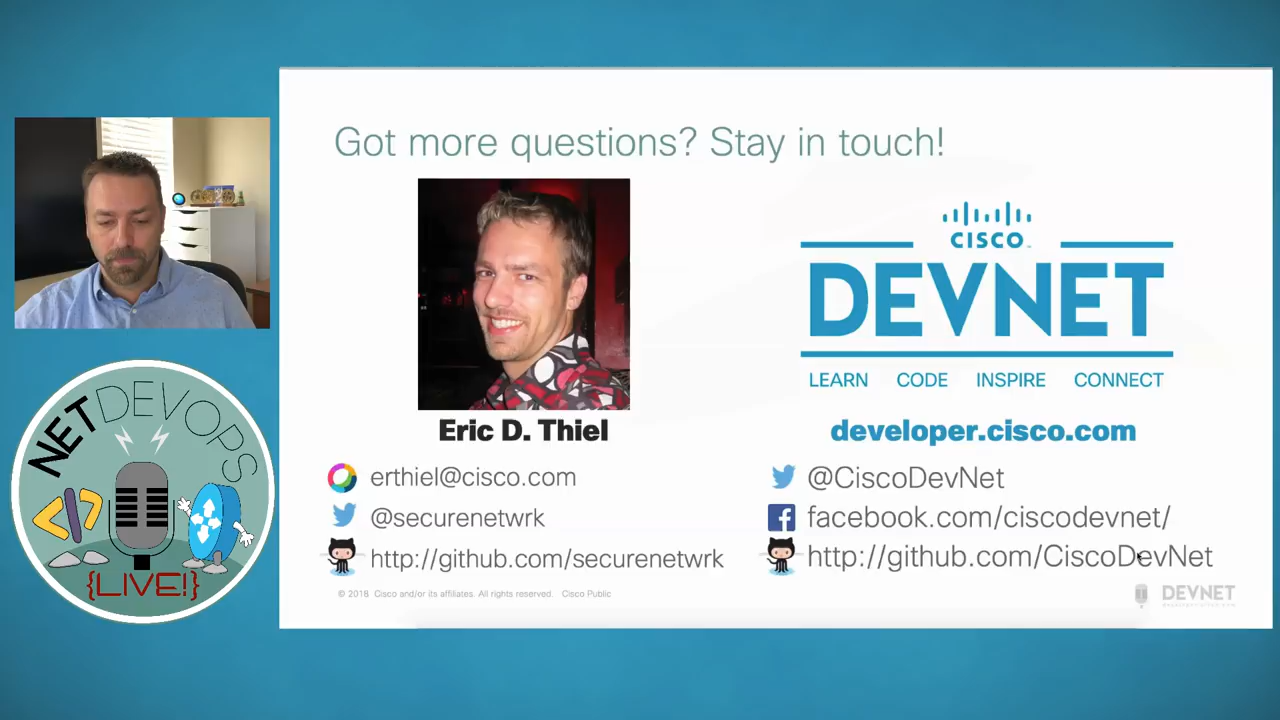 Got more questions? Stay in touch!
CISCO
DEVNET
LEARN CODE INSPIRE CONNECT
Eric D. Thiel
developer.cisco.com
erthiel@cisco.com
@securenetwrk
http://github.com/securenetwrk
@CiscoDevNet
facebook.com/ciscodevnet/
http://github.com/CiscoDevNet
© 2018 Cisco and/or its affiliates. All rights reserved. Cisco Public
DEVNET
NETDEVOPS
</>
{LIVE!}